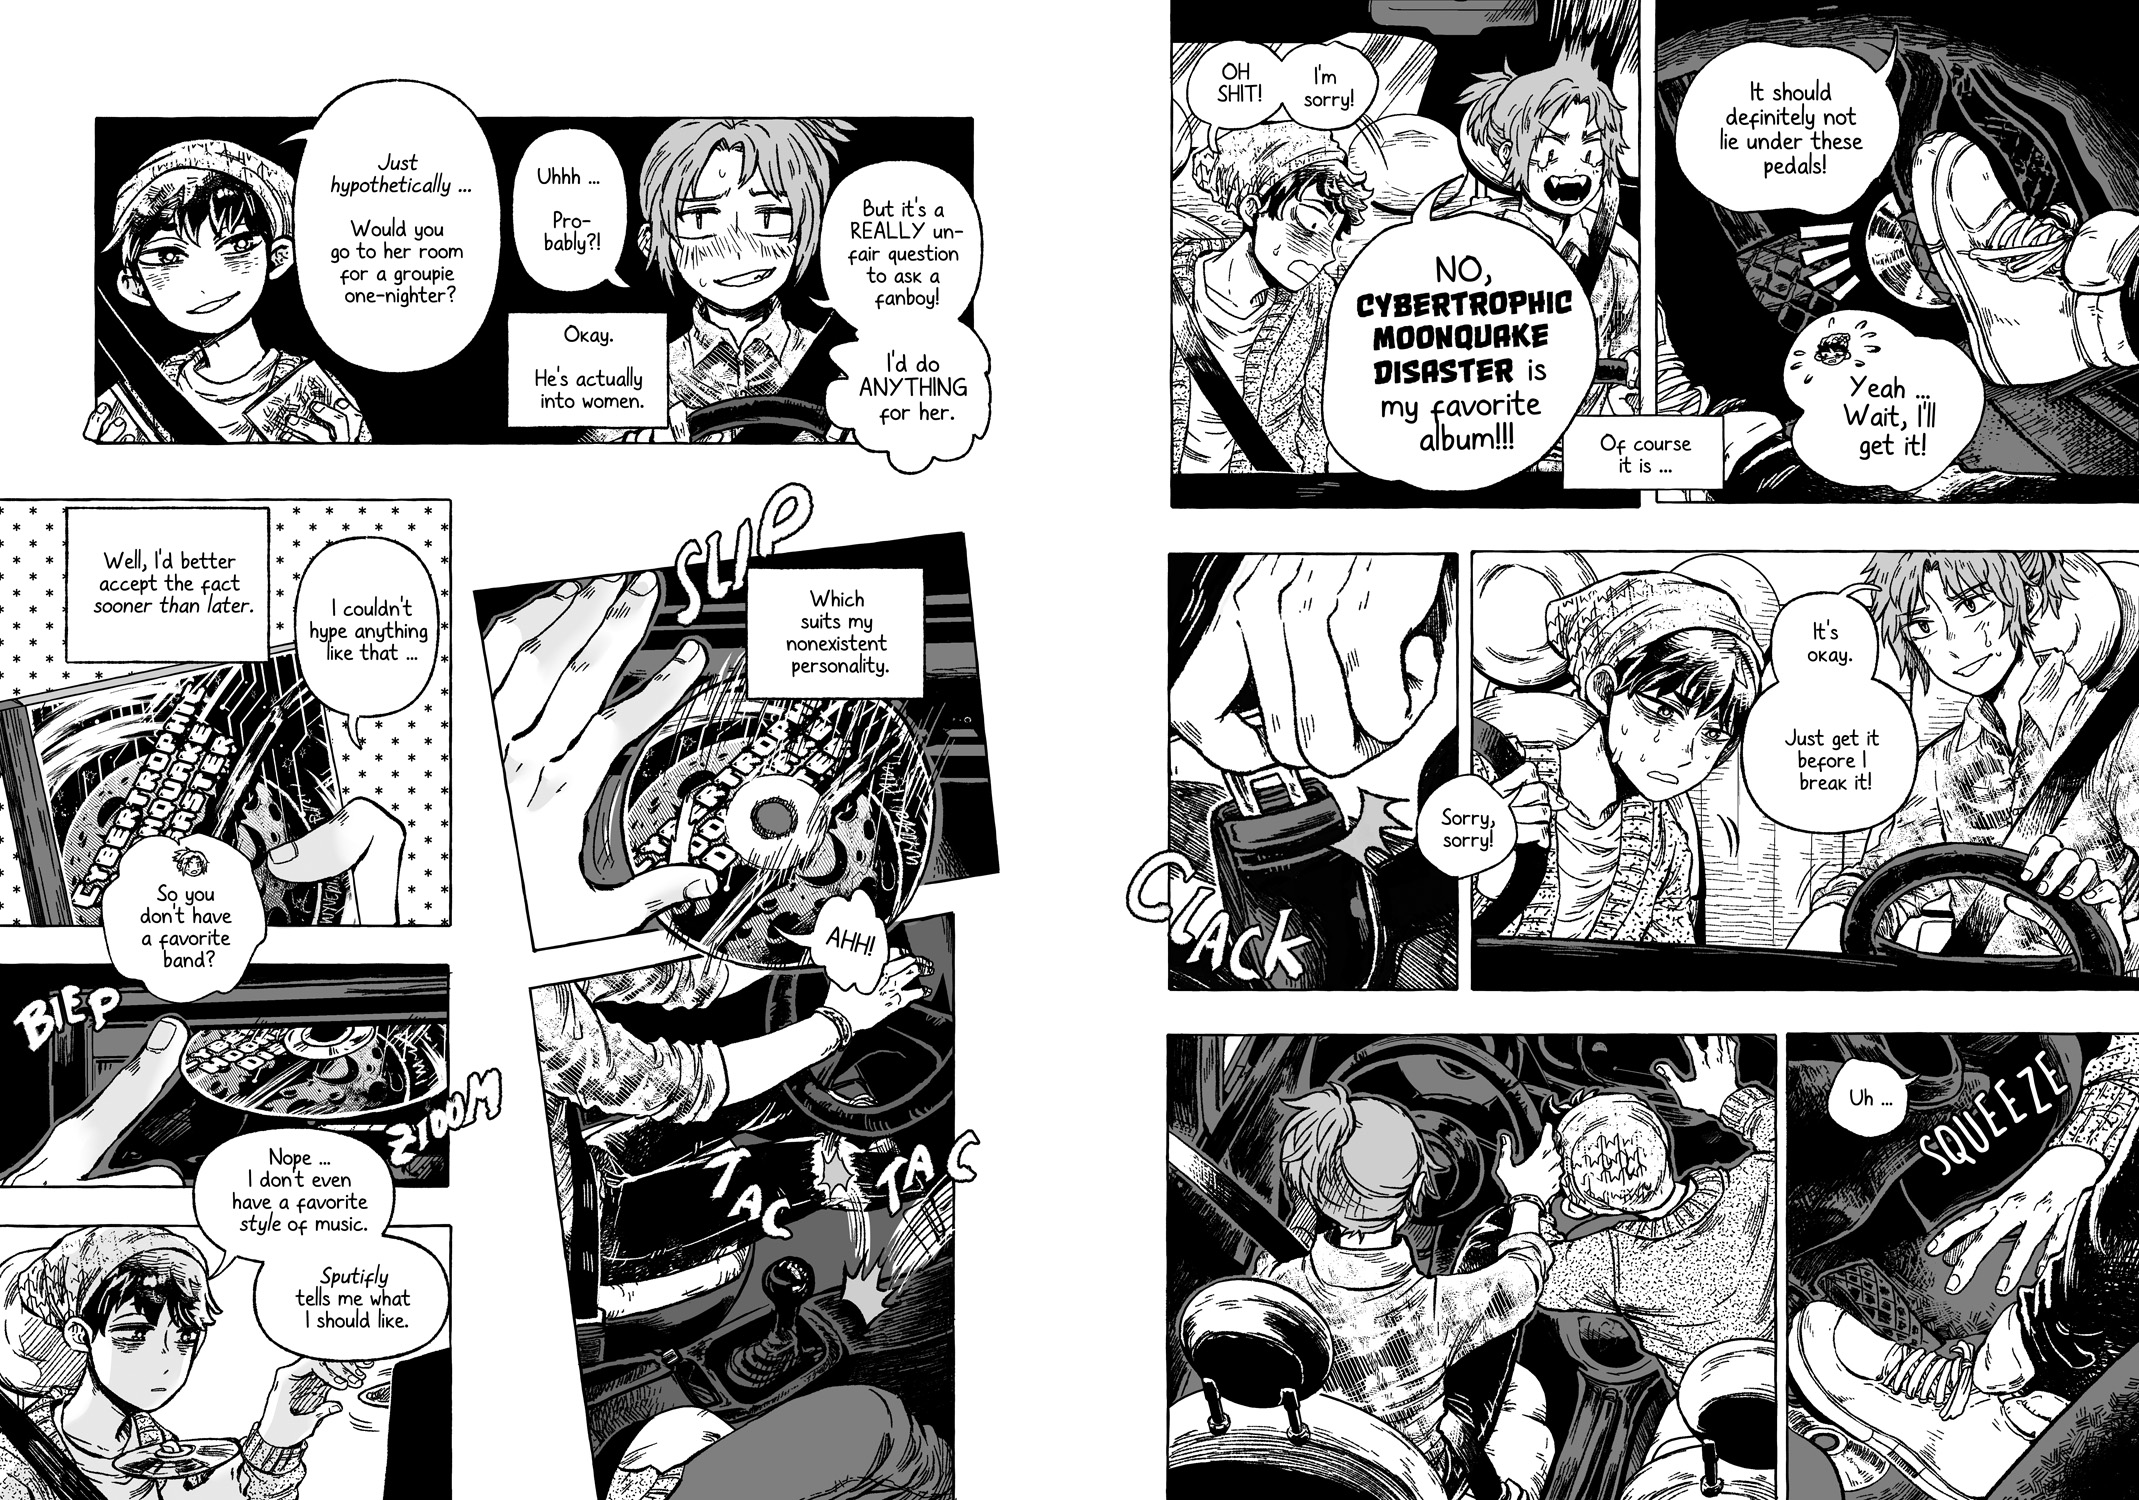 Just
hypothetically ...
Would you
go to her room
for a groupie
one-nighter?
Uhhh ...
Pro-
bably?!
Okay.
He's actually
into women.
But it's a
REALLY un-
fair question
to ask a
fanboy!
I'd do
ANYTHING
for her.
Well, I'd better
accept the fact
sooner than later.
I couldn't
hype anything
like that ...
CYBERTROPHIC
MOONQUAKE
DISASTER
So you
don't have
a favorite
band?
BIEP
ZIOOM
Nope ...
I don't even
have a favorite
style of music.
Sputifly
tells me what
I should like.
SLIP
Which
suits my
nonexistent
personality.
AHH!
TAC
TAC
OH
SHIT!
I'm
sorry!
NO,
CYBERTROPHIC
MOONQUAKE
DISASTER is
my favorite
album!!!
Of course
it is ...
It should
definitely not
lie under these
pedals!
Yeah ...
Wait, I'll
get it!
CLACK
Sorry,
sorry!
It's
okay.
Just get it
before I
break it!
Uh ...
SQUEEZE